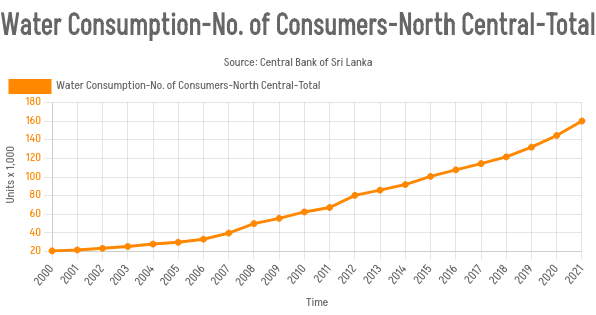 Water Consumption-No. of Consumers-North Central-Total
Source: Central Bank of Sri Lanka
Water Consumption-No. of Consumers-North Central-Total
Units x 1,000
180
160
140
120
100
80
60
40
20
2000 2001 2002 2003 2004 2005 2006 2007 2008 2009 2010 2011 2012 2013 2014 2015 2016 2017 2018 2019 2020 2021
Time